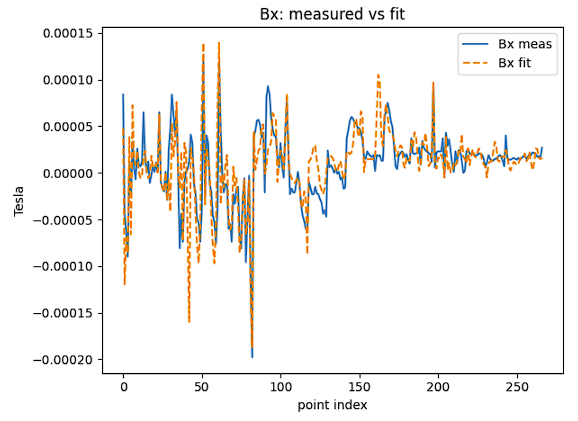 Bx: measured vs fit
Bx meas
Bx fit
Tesla
0.00015
0.00010
0.00005
0.00000
−0.00005
−0.00010
−0.00015
−0.00020
0 50 100 150 200 250
point index